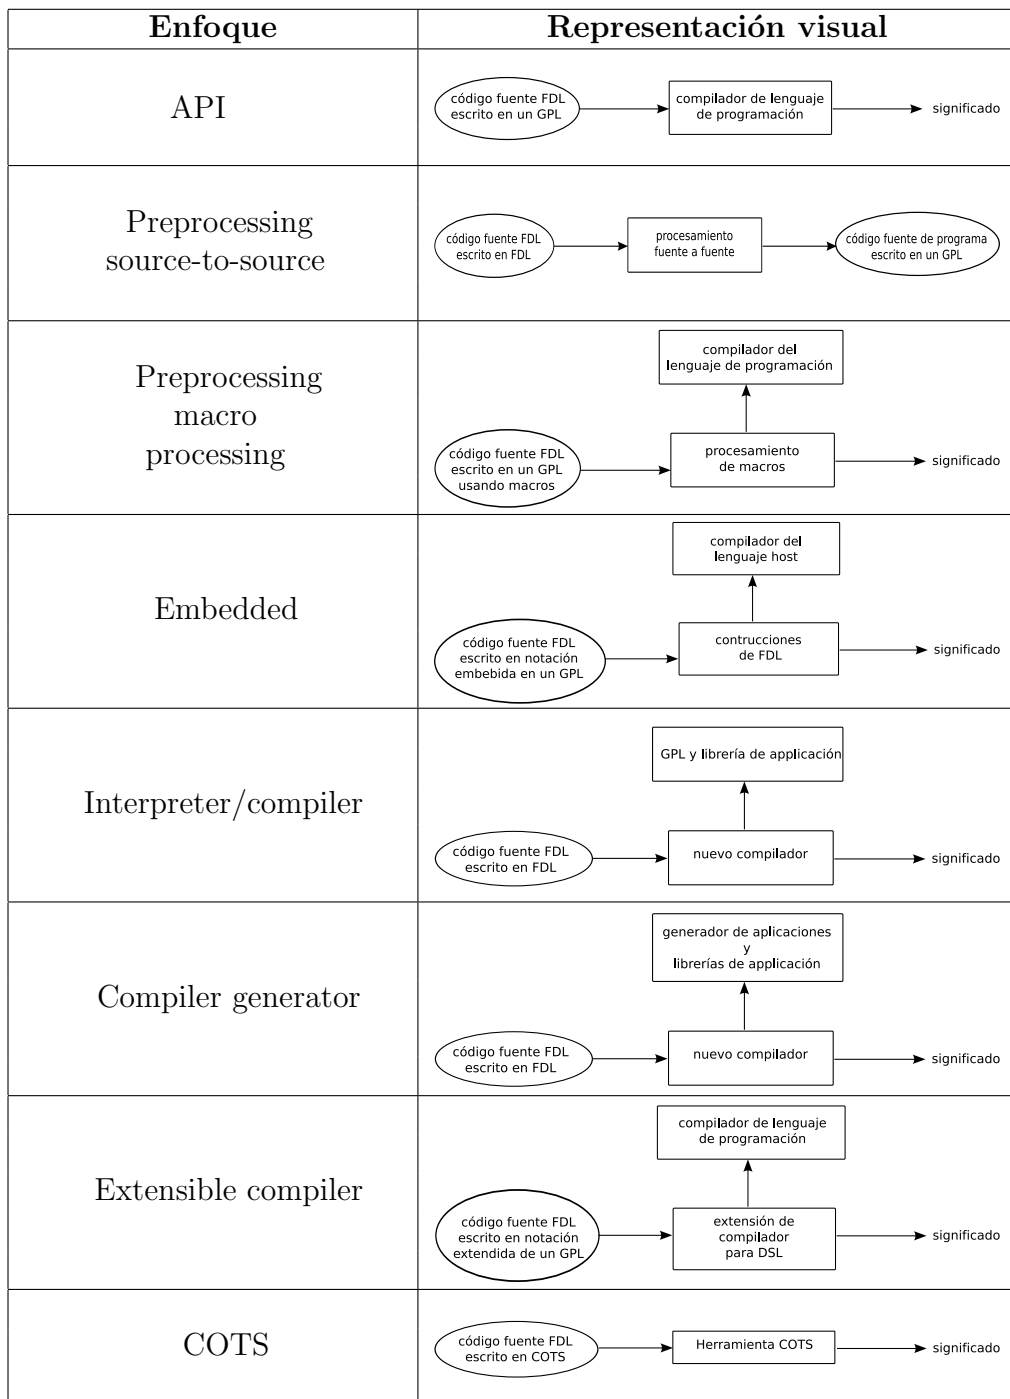 Enfoque
Representación visual
API
código fuente FDL
escrito en un GPL
compilador de lenguaje
de programación
significado
Preprocessing
source-to-source
código fuente FDL
escrito en FDL
procesamiento
fuente a fuente
código fuente de programa
escrito en un GPL
Preprocessing
macro
processing
compilador del
lenguaje de programación
código fuente FDL
escrito en un GPL
usando macros
procesamiento
de macros
significado
Embedded
compilador del
lenguaje host
código fuente FDL
escrito en notación
embebida en un GPL
contrucciones
de FDL
significado
Interpreter/compiler
GPL y librería de applicación
código fuente FDL
escrito en FDL
nuevo compilador
significado
Compiler generator
generador de aplicaciones
y
librerías de applicación
código fuente FDL
escrito en FDL
nuevo compilador
significado
Extensible compiler
compilador de lenguaje
de programación
código fuente FDL
escrito en notación
extendida de un GPL
extensión de
compilador
para DSL
significado
COTS
código fuente FDL
escrito en COTS
Herramienta COTS
significado